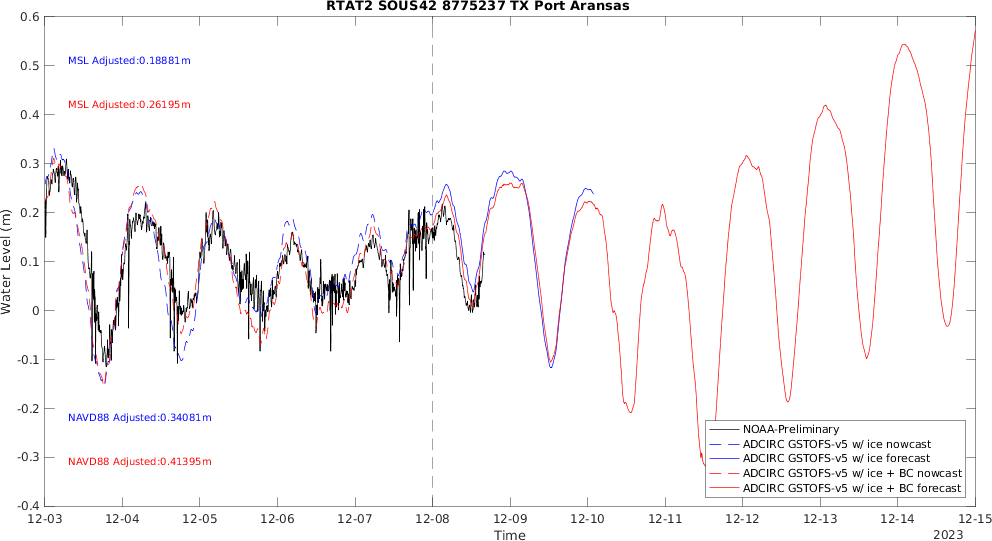 RTAT2 SOUS42 8775237 TX Port Aransas
0.6
0.5
0.4
0.3
0.2
0.1
0
-0.1
-0.2
-0.3
-0.4
Water Level (m)
MSL Adjusted:0.18881m
MSL Adjusted:0.26195m
NAVD88 Adjusted:0.34081m
NAVD88 Adjusted:0.41395m
NOAA-Preliminary
ADCIRC GSTOFS-v5 w/ ice nowcast
ADCIRC GSTOFS-v5 w/ ice forecast
ADCIRC GSTOFS-v5 w/ ice + BC nowcast
ADCIRC GSTOFS-v5 w/ ice + BC forecast
12-03 12-04 12-05 12-06 12-07 12-08 12-09 12-10 12-11 12-12 12-13 12-14 12-15
Time
2023